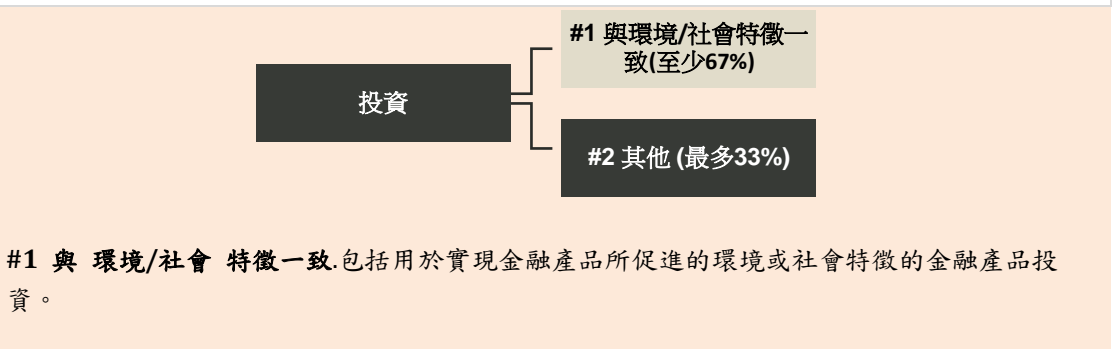 #1 與環境/社會特徵一
致(至少67%)
投資
#2 其他 (最多33%)
#1 與 環境/社會 特徵一致.包括用於實現金融產品所促進的環境或社會特徵的金融產品投
資。